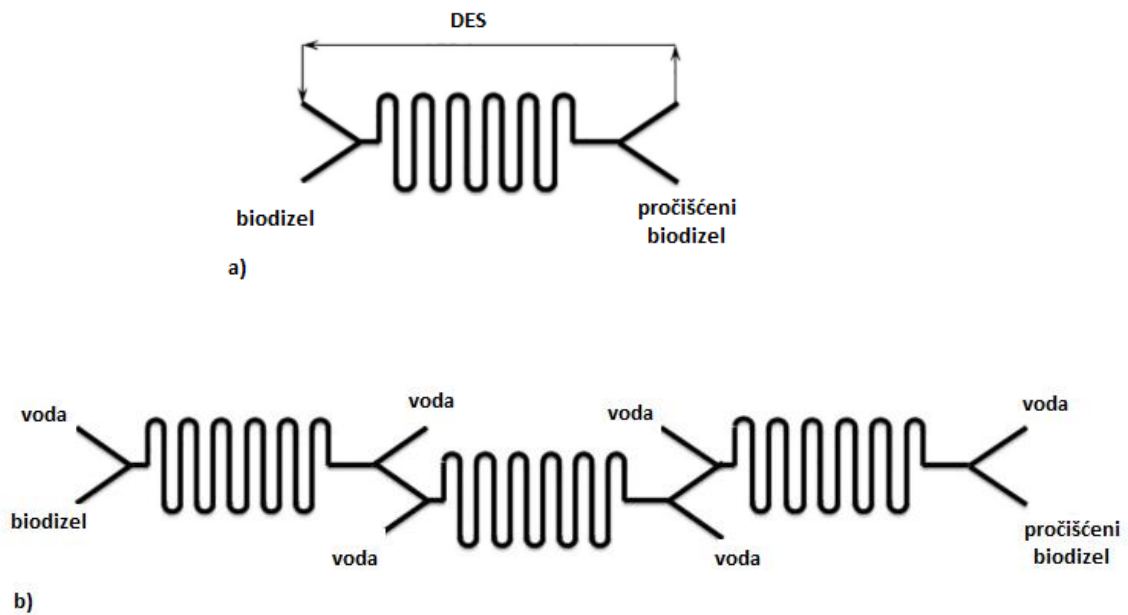 DES
biodizel
pročišćeni
biodizel
a)
voda
voda
voda
voda
biodizel
voda
voda
pročišćeni
biodizel
b)